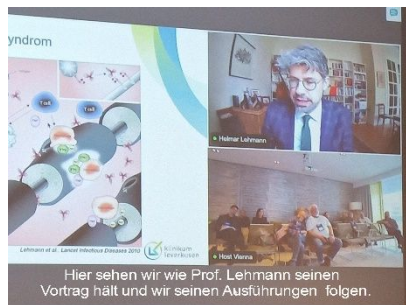 yndrom
T cell
T cell
Helmar Lehmann
Host Vienna
Lehmann et al., Lancet Infectious Diseases 2010
klinikum
leverkusen
Hier sehen wir wie Prof. Lehmann seinen
Vortrag hält und wir seinen Ausführungen folgen.